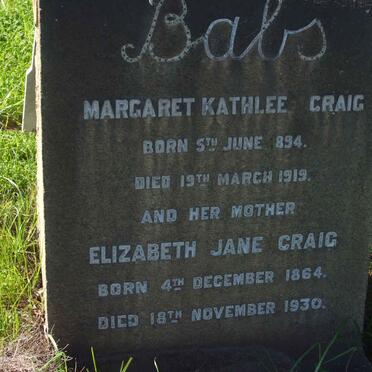 Babs
MARGARET KATHLEE CRAIG
BORN 5TH JUNE 894.
DIED 19TH MARCH 1919.
AND HER MOTHER
ELIZABETH JANE CRAIG
BORN 4TH DECEMBER 1864.
DIED 18TH NOVEMBER 1930.